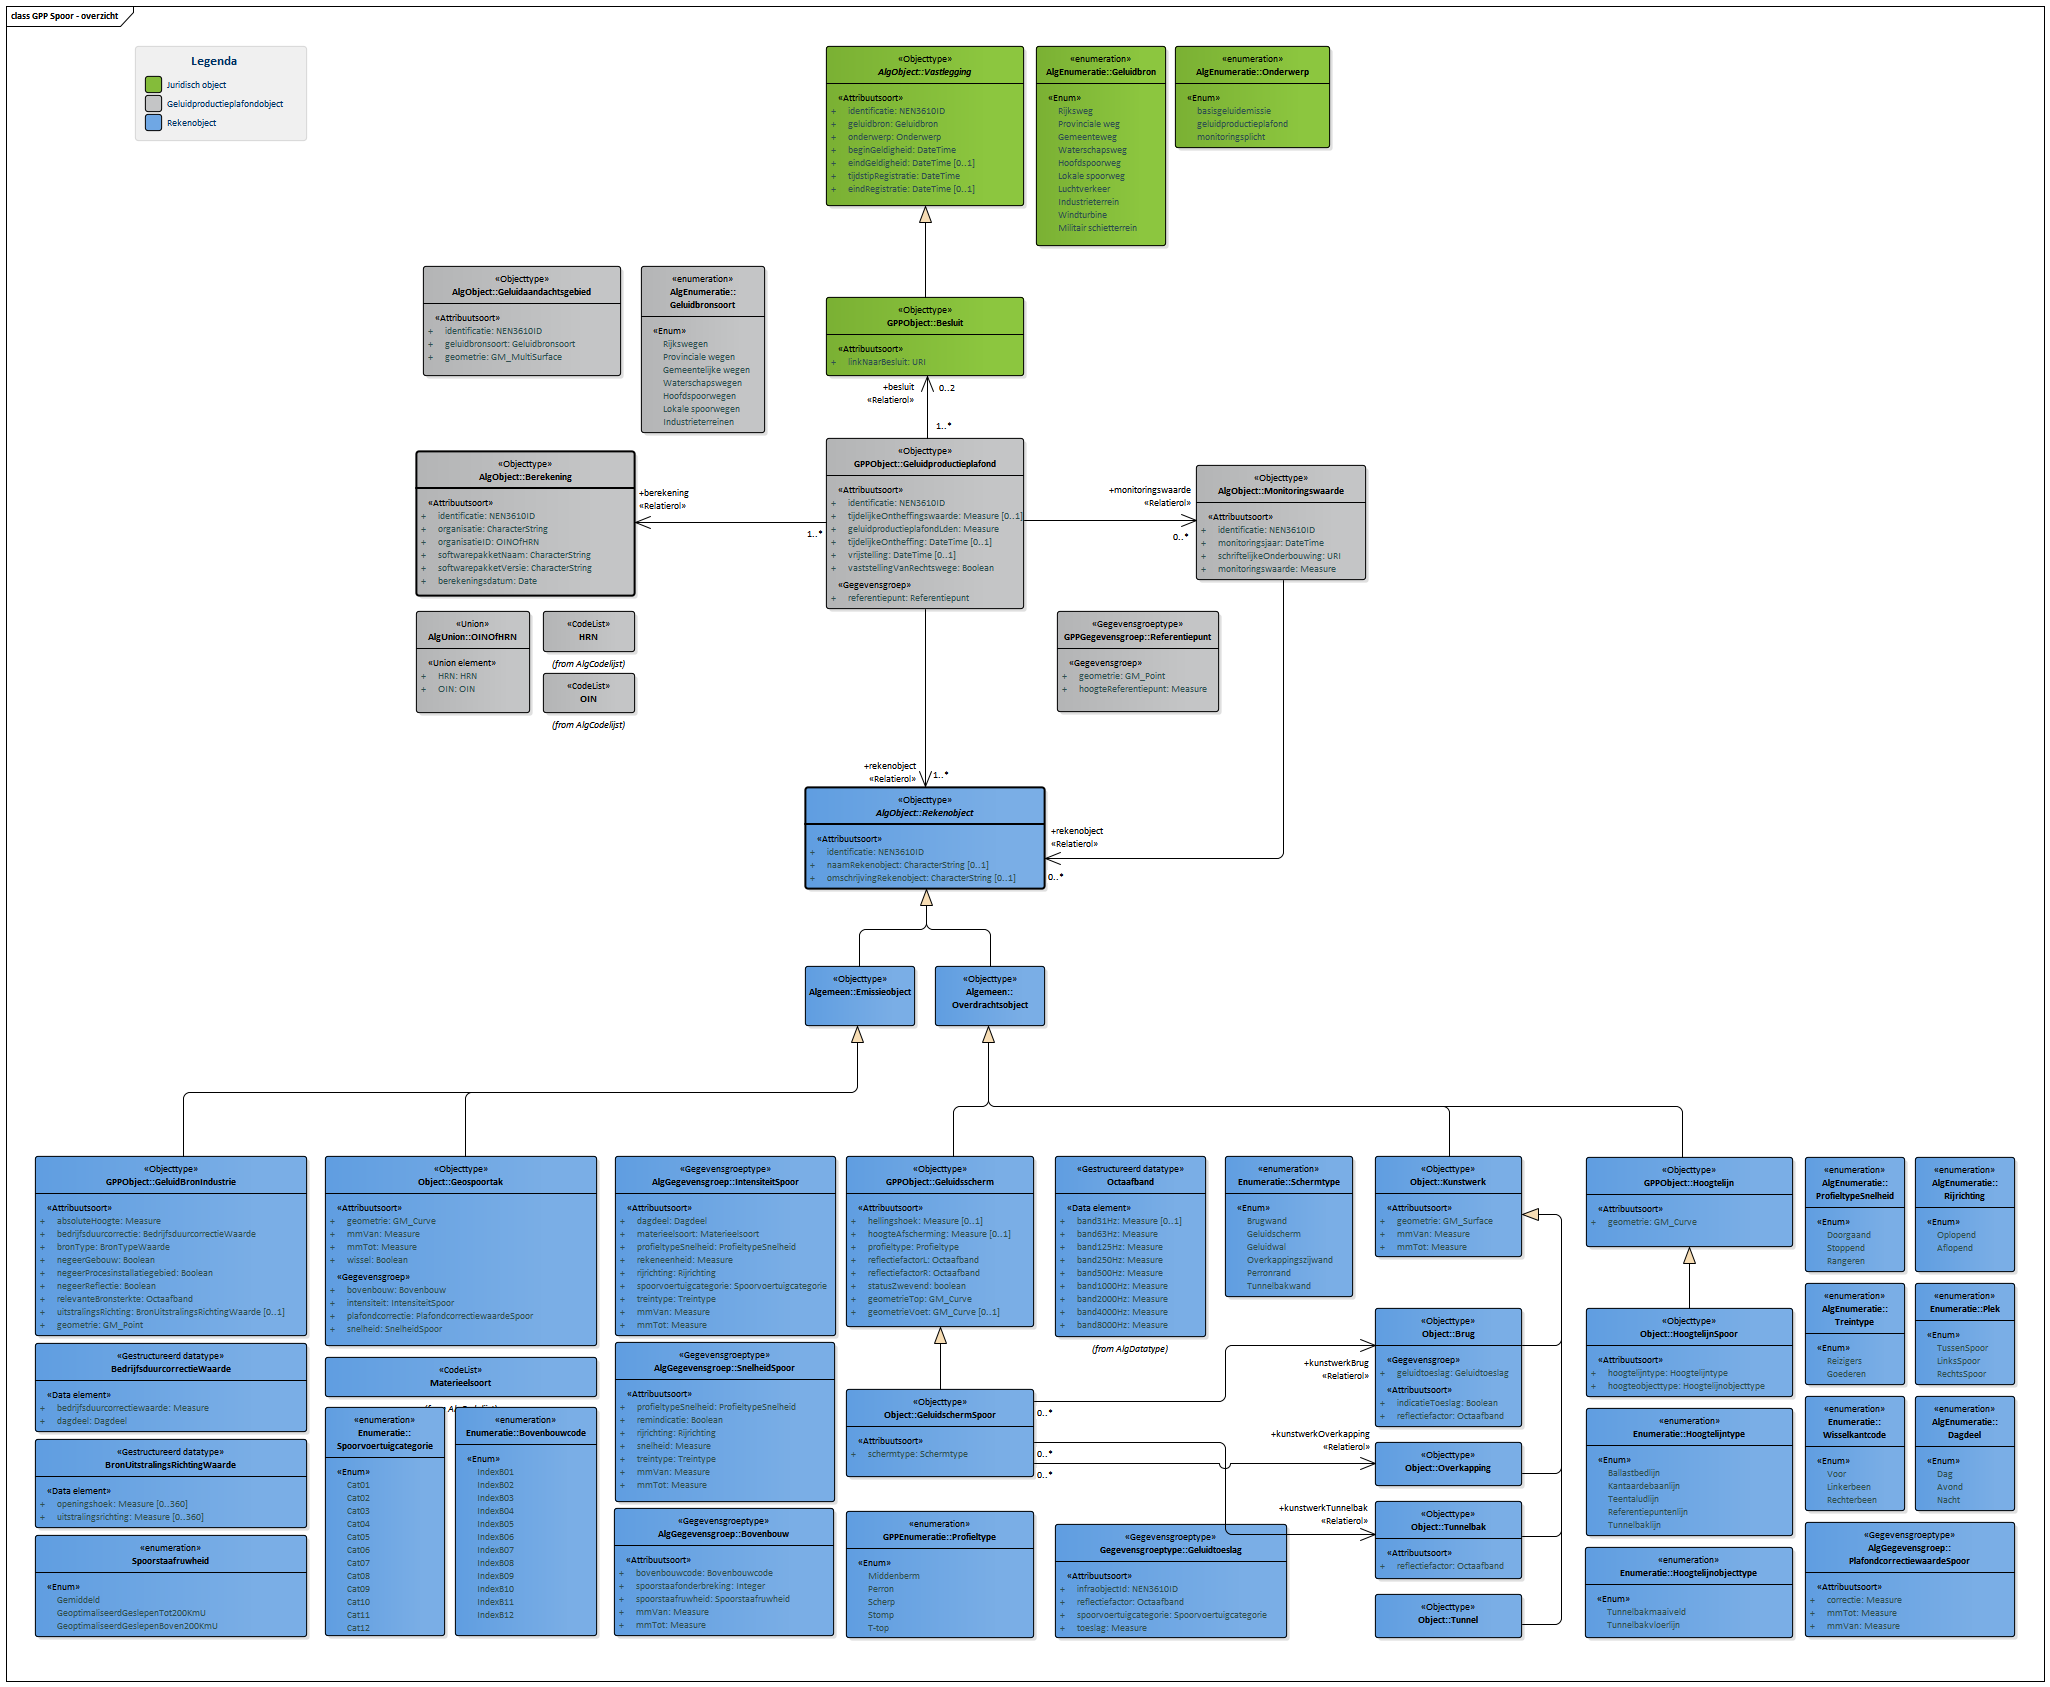 class GPP Spoor - overzicht
Legenda
Juridisch object
Geluidproductieplafondobject
Rekenobject
«Objecttype»
AlgObject::Vastlegging
«Attribuutsoort»
+ identificatie: NEN3610ID
+ geluidbron: Geluidbron
+ onderwerp: Onderwerp
+ beginGeldigheid: DateTime
+ eindGeldigheid: DateTime [0..1]
+ tijdstipRegistratie: DateTime
+ eindRegistratie: DateTime [0..1]
«enumeration»
AlgEnumeratie::Geluidbron
«Enum»
Rijksweg
Provinciale weg
Gemeenteweg
Waterschapsweg
Hoofdspoorweg
Lokale spoorweg
Luchtverkeer
Industrieterrein
Windturbine
Militair schietterrein
«enumeration»
AlgEnumeratie::Onderwerp
«Enum»
basisgeluidemissie
geluidproductieplafond
monitoringsplicht
«Objecttype»
AlgObject::Geluidaandachtsgebied
«Attribuutsoort»
+ identificatie: NEN3610ID
+ geluidbronsoort: Geluidbronsoort
+ geometrie: GM_MultiSurface
«enumeration»
AlgEnumeratie::
Geluidbronsoort
«Enum»
Rijkswegen
Provinciale wegen
Gemeentelijke wegen
Waterschapswegen
Hoofdspoorwegen
Lokale spoorwegen
Industrieterreinen
«Objecttype»
GPPObject::Besluit
«Attribuutsoort»
+ linkNaarBesluit: URI
+besluit
«Relatierol»
0..2
1..*
«Objecttype»
AlgObject::Berekening
«Attribuutsoort»
+ identificatie: NEN3610ID
+ organisatie: CharacterString
+ organisatieID: OINOfHRN
+ softwarepakketNaam: CharacterString
+ softwarepakketVersie: CharacterString
+ berekeningsdatum: Date
+berekening
«Relatierol»
1..*
«Objecttype»
GPPObject::Geluidproductieplafond
«Attribuutsoort»
+ identificatie: NEN3610ID
+ tijdelijkeOntheffingswaarde: Measure [0..1]
+ geluidproductieplafondLden: Measure
+ tijdelijkeOntheffing: DateTime [0..1]
+ vrijstelling: DateTime [0..1]
+ vaststellingVanRechtswege: Boolean
«Gegevensgroep»
+ referentiepunt: Referentiepunt
+monitoringswaarde
«Relatierol»
0..*
«Objecttype»
AlgObject::Monitoringswaarde
«Attribuutsoort»
+ identificatie: NEN3610ID
+ monitoringsjaar: DateTime
+ schriftelijkeOnderbouwing: URI
+ monitoringswaarde: Measure
«Union»
AlgUnion::OINOfHRN
«Union element»
+ HRN: HRN
+ OIN: OIN
«CodeList»
HRN
(from AlgCodelijst)
«CodeList»
OIN
(from AlgCodelijst)
«Gegevensgroeptype»
GPPGegevensgroep::Referentiepunt
«Gegevensgroep»
+ geometrie: GM_Point
+ hoogteReferentiepunt: Measure
+rekenobject
«Relatierol»
1..*
«Objecttype»
AlgObject::Rekenobject
«Attribuutsoort»
+ identificatie: NEN3610ID
+ naamRekenobject: CharacterString [0..1]
+ omschrijvingRekenobject: CharacterString [0..1]
+rekenobject
«Relatierol»
0..*
«Objecttype»
Algemeen::Emissieobject
«Objecttype»
Algemeen::
Overdrachtsobject
«Objecttype»
GPPObject::GeluidBronIndustrie
«Attribuutsoort»
+ absoluteHoogte: Measure
+ bedrijfsduurcorrectie: BedrijfsduurcorrectieWaarde
+ bronType: BronTypeWaarde
+ negeerGebouw: Boolean
+ negeerProcesinstallatiegebied: Boolean
+ negeerReflectie: Boolean
+ relevanteBronsterkte: Octaafband
+ uitstralingsRichting: BronUitstralingsRichtingWaarde [0..1]
+ geometrie: GM_Point
«Gestructureerd datatype»
BedrijfsduurcorrectieWaarde
«Data element»
+ bedrijfsduurcorrectiewaarde: Measure
+ dagdeel: Dagdeel
«Gestructureerd datatype»
BronUitstralingsRichtingWaarde
«Data element»
+ openingshoek: Measure [0..360]
+ uitstralingsrichting: Measure [0..360]
«enumeration»
Spoorstaafruwheid
«Enum»
Gemiddeld
GeoptimaliseerdGeslepenTot200KmU
GeoptimaliseerdGeslepenBoven200KmU
«Objecttype»
Object::Geospoortak
«Attribuutsoort»
+ geometrie: GM_Curve
+ mmVan: Measure
+ mmTot: Measure
+ wissel: Boolean
«Gegevensgroep»
+ bovenbouw: Bovenbouw
+ intensiteit: IntensiteitSpoor
+ plafondcorrectie: PlafondcorrectiewaardeSpoor
+ snelheid: SnelheidSpoor
«CodeList»
Materieelsoort
«enumeration»
Enumeratie::
Spoorvoertuigcategorie
«Enum»
Cat01
Cat02
Cat03
Cat04
Cat05
Cat06
Cat07
Cat08
Cat09
Cat10
Cat11
Cat12
«enumeration»
Enumeratie::Bovenbouwcode
«Enum»
IndexB01
IndexB02
IndexB03
IndexB04
IndexB05
IndexB06
IndexB07
IndexB08
IndexB09
IndexB10
IndexB11
IndexB12
«Gegevensgroeptype»
AlgGegevensgroep::IntensiteitSpoor
«Attribuutsoort»
+ dagdeel: Dagdeel
+ materieelsoort: Materieelsoort
+ profieltypeSnelheid: ProfieltypeSnelheid
+ rekeneenheid: Measure
+ rijrichting: Rijrichting
+ spoorvoertuigcategorie: Spoorvoertuigcategorie
+ treintype: Treintype
+ mmVan: Measure
+ mmTot: Measure
«Gegevensgroeptype»
AlgGegevensgroep::SnelheidSpoor
«Attribuutsoort»
+ profieltypeSnelheid: ProfieltypeSnelheid
+ remindicatie: Boolean
+ rijrichting: Rijrichting
+ snelheid: Measure
+ treintype: Treintype
+ mmVan: Measure
+ mmTot: Measure
«Gegevensgroeptype»
AlgGegevensgroep::Bovenbouw
«Attribuutsoort»
+ bovenbouwcode: Bovenbouwcode
+ spoorstaafonderbreking: Integer
+ spoorstaafruwheid: Spoorstaafruwheid
+ mmVan: Measure
+ mmTot: Measure
«Objecttype»
GPPObject::Geluidsscherm
«Attribuutsoort»
+ hellingshoek: Measure [0..1]
+ hoogteAfscherming: Measure [0..1]
+ profieltype: Profieltype
+ reflectiefactorL: Octaafband
+ reflectiefactorR: Octaafband
+ statusZwevend: boolean
+ geometrieTop: GM_Curve
+ geometrieVoet: GM_Curve [0..1]
«Objecttype»
Object::GeluidschermSpoor
«Attribuutsoort»
+ schermtype: Schermtype
«enumeration»
GPPEnumeratie::Profieltype
«Enum»
Middenberm
Perron
Scherp
Stomp
T-top
«Gestructureerd datatype»
Octaafband
«Data element»
+ band31Hz: Measure [0..1]
+ band63Hz: Measure
+ band125Hz: Measure
+ band250Hz: Measure
+ band500Hz: Measure
+ band1000Hz: Measure
+ band2000Hz: Measure
+ band4000Hz: Measure
+ band8000Hz: Measure
(from AlgDatatype)
«enumeration»
Enumeratie::Schermtype
«Enum»
Brugwand
Geluidscherm
Geluidwal
Overkappingszijwand
Perronrand
Tunnelbakwand
+kunstwerkBrug
«Relatierol»
0..*
+kunstwerkOverkapping
«Relatierol»
0..*
0..*
+kunstwerkTunnelbak
«Relatierol»
«Gegevensgroeptype»
Gegevensgroeptype::Geluidtoeslag
«Attribuutsoort»
+ infraobjectId: NEN3610ID
+ reflectiefactor: Octaafband
+ spoorvoertuigcategorie: Spoorvoertuigcategorie
+ toeslag: Measure
«Objecttype»
Object::Kunstwerk
«Attribuutsoort»
+ geometrie: GM_Surface
+ mmVan: Measure
+ mmTot: Measure
«Objecttype»
Object::Brug
«Gegevensgroep»
+ geluidtoeslag: Geluidtoeslag
«Attribuutsoort»
+ indicatieToeslag: Boolean
+ reflectiefactor: Octaafband
«Objecttype»
Object::Overkapping
«Objecttype»
Object::Tunnelbak
«Attribuutsoort»
+ reflectiefactor: Octaafband
«Objecttype»
Object::Tunnel
«Objecttype»
GPPObject::Hoogtelijn
«Attribuutsoort»
+ geometrie: GM_Curve
«Objecttype»
Object::HoogtelijnSpoor
«Attribuutsoort»
+ hoogtelijntype: Hoogtelijntype
+ hoogteobjecttype: Hoogtelijnobjecttype
«enumeration»
Enumeratie::Hoogtelijntype
«Enum»
Ballastbedlijn
Kantaardebaanlijn
Teentaludlijn
Referentiepuntenlijn
Tunnelbaklijn
«enumeration»
Enumeratie::Hoogtelijnobjecttype
«Enum»
Tunnelbakmaaiveld
Tunnelbakvloerlijn
«enumeration»
AlgEnumeratie::
ProfieltypeSnelheid
«Enum»
Doorgaand
Stoppend
Rangeren
«enumeration»
AlgEnumeratie::
Rijrichting
«Enum»
Oplopend
Aflopend
«enumeration»
AlgEnumeratie::
Treintype
«Enum»
Reizigers
Goederen
«enumeration»
Enumeratie::Plek
«Enum»
TussenSpoor
LinksSpoor
RechtsSpoor
«enumeration»
Enumeratie::
Wisselkantcode
«Enum»
Voor
Linkerbeen
Rechterbeen
«enumeration»
AlgEnumeratie::
Dagdeel
«Enum»
Dag
Avond
Nacht
«Gegevensgroeptype»
AlgGegevensgroep::
PlafondcorrectiewaardeSpoor
«Attribuutsoort»
+ correctie: Measure
+ mmTot: Measure
+ mmVan: Measure